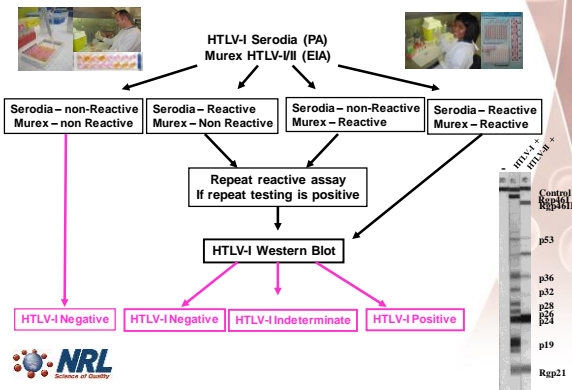 HTLV-I Serodia (PA)
Murex HTLV-I/II (EIA)
Serodia – non-Reactive
Murex – non Reactive
Serodia – Reactive
Murex – Non Reactive
Serodia – non-Reactive
Murex – Reactive
Serodia – Reactive
Murex – Reactive
Repeat reactive assay
If repeat testing is positive
HTLV-I Western Blot
HTLV-I Negative
HTLV-I Negative
HTLV-I Indeterminate
HTLV-I Positive
-
HTLV-I +
HTLV-II +
Control
Rgp46I
Rgp46II
p53
p36
p32
p28
p26
p24
p19
Rgp21
NRL
Science of Quality